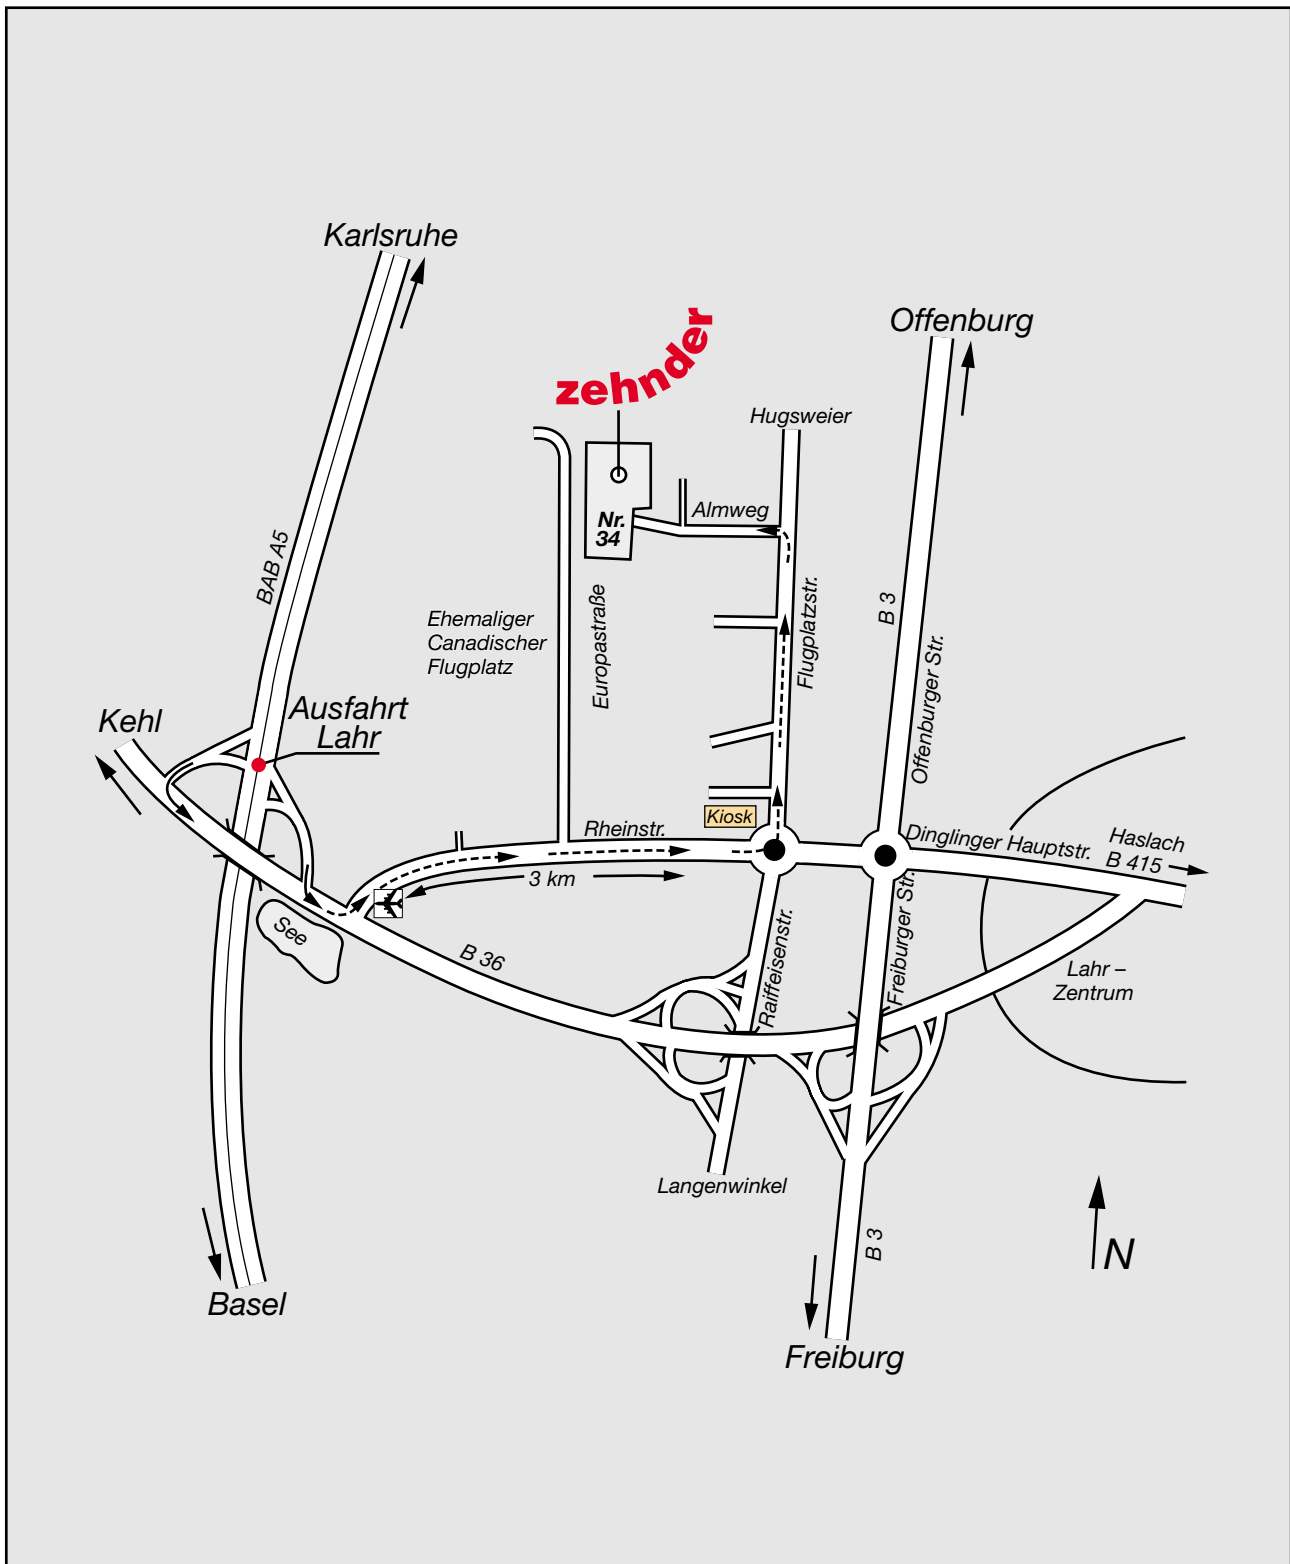 Karlsruhe
zehnder
Offenburg
Hugsweier
Almweg
Nr.
34
BAB A5
Ehemaliger
Canadischer
Flugplatz
Europastraße
Flugplatzstr.
B 3
Offenburger Str.
Kehl
Ausfahrt
Lahr
Kiosk
Rheinstr.
Dinglinger Hauptstr.
Haslach
B 415
3 km
See
B 36
Raiffeisenstr.
Freiburger Str.
Lahr –
Zentrum
Langenwinkel
B 3
N
Basel
Freiburg